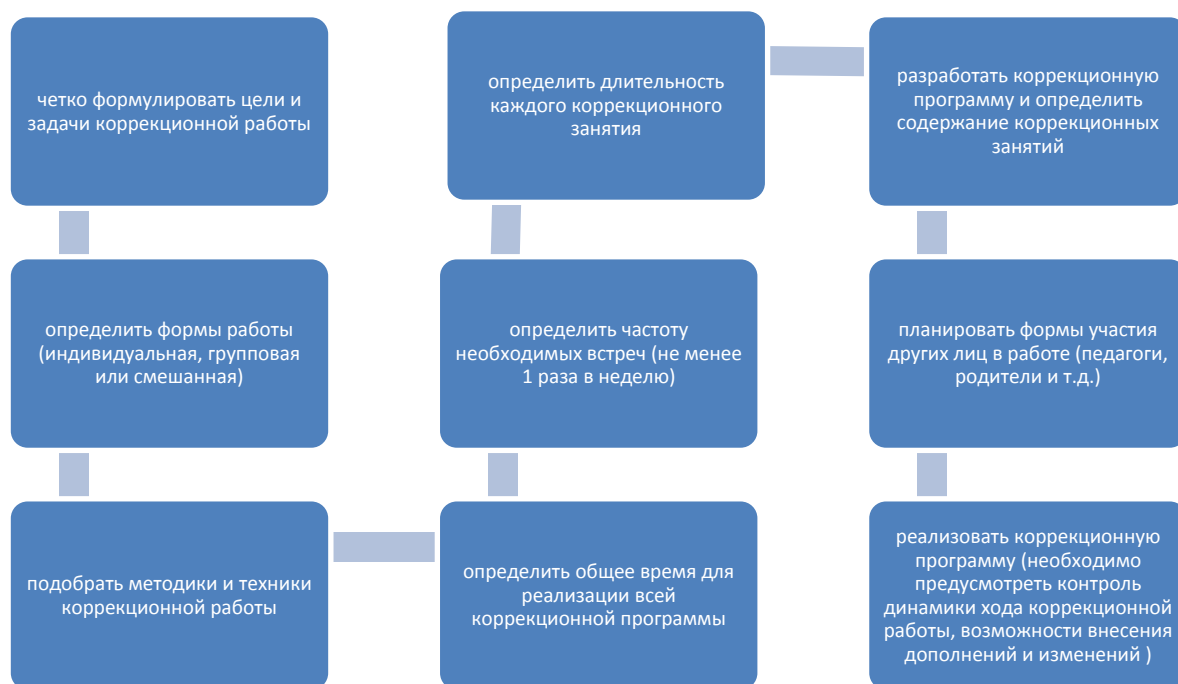 четко формулировать цели и
задачи коррекционной работы
определить формы работы
(индивидуальная, групповая
или смешанная)
подобрать методики и техники
коррекционной работы
определить общее время для
реализации всей
коррекционной программы
определить частоту
необходимых встреч (не менее
1 раза в неделю)
определить длительность
каждого коррекционного
занятия
разработать коррекционную
программу и определить
содержание коррекционных
занятий
планировать формы участия
других лиц в работе (педагоги,
родители и т.д.)
реализовать коррекционную
программу (необходимо
предусмотреть контроль
динамики хода коррекционной
работы, возможности внесения
дополнений и изменений )